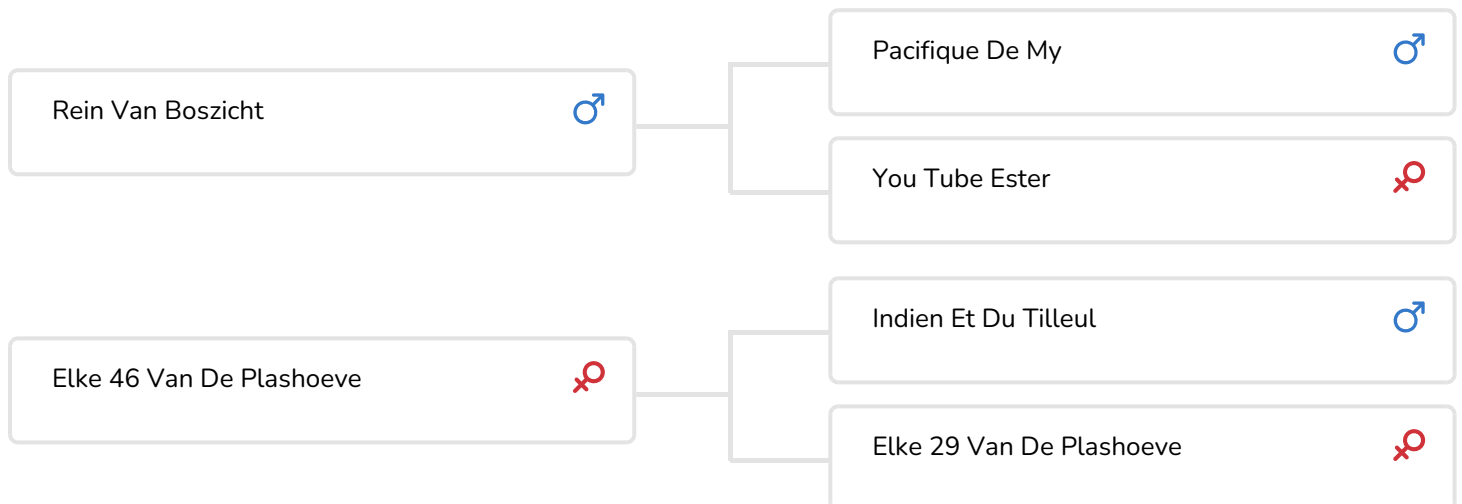 Pacifique De My
Rein Van Boszicht
You Tube Ester
Indien Et Du Tilleul
Elke 46 Van De Plashoeve
Elke 29 Van De Plashoeve